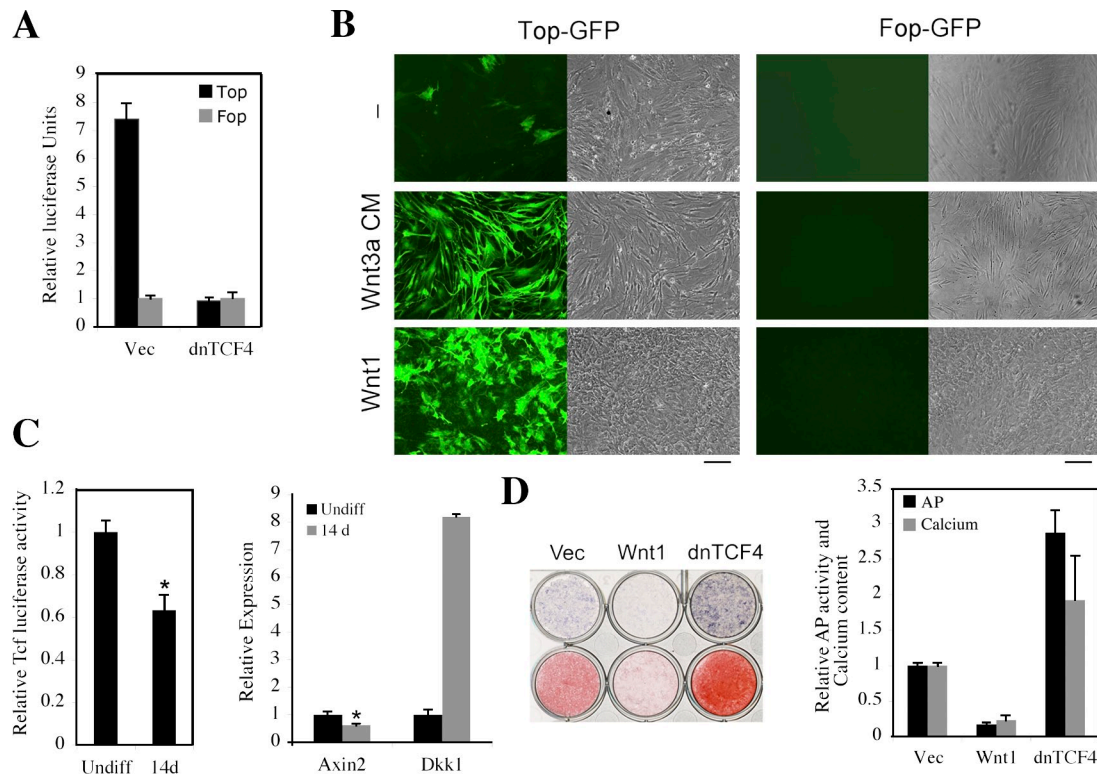 A
Relative luciferase Units
9
8
7
6
5
4
3
2
1
0
Top
Fop
Vec dnTCF4
B
Top-GFP Fop-GFP
–
Wnt3a CM
Wnt1
C
Relative Tcf luciferase activity
1.2
1
0.8
0.6
0.4
0.2
0
*
Undiff 14d
Relative Expression
9
8
7
6
5
4
3
2
1
0
Undiff
14 d
*
Axin2 Dkk1
D
Vec Wnt1 dnTCF4
Relative AP activity and
Calcium content
3.5
3
2.5
2
1.5
1
0.5
0
AP
Calcium
Vec Wnt1 dnTCF4